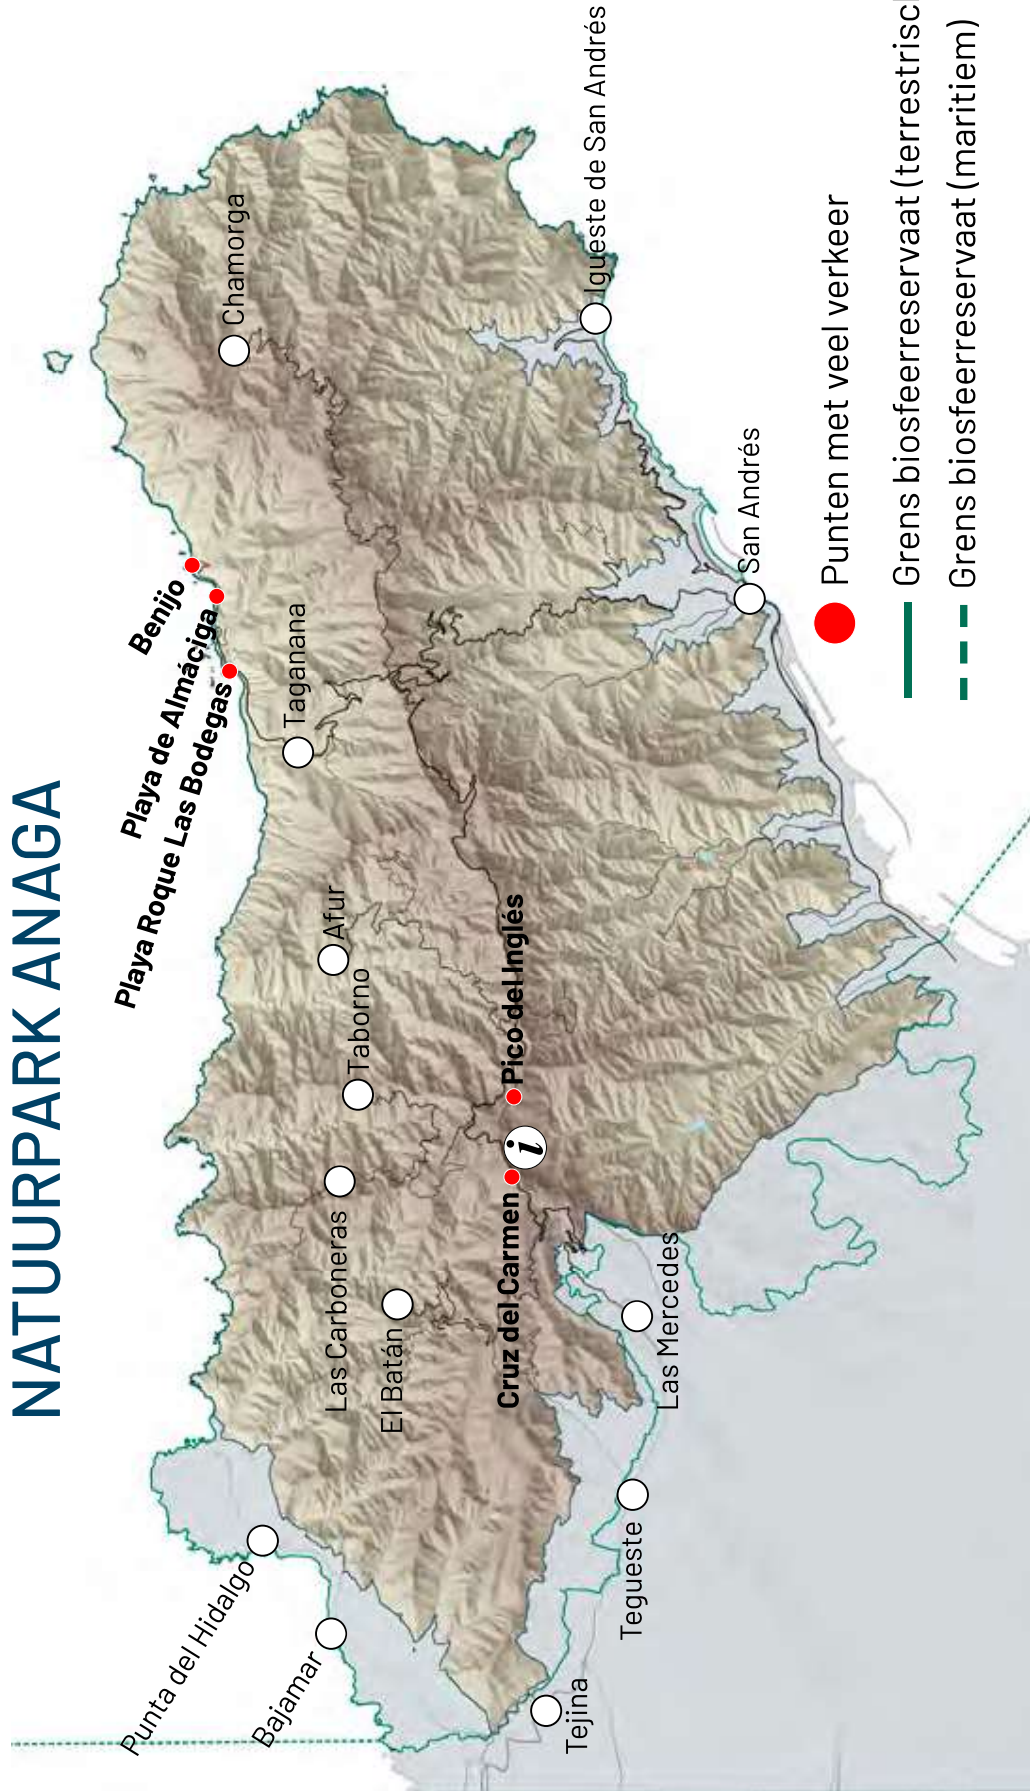 NATUURPARK ANAGA
Punta del Hidalgo
Bajamar
Tejina
Tegueste
Las Mercedes
El Batán
Las Carboneras
Cruz del Carmen
i
Pico del Inglés
Taborno
Afur
Taganana
Playa Roque Las Bodegas
Playa de Almáciga
Benijo
Chamorga
Igueste de San Andrés
San Andrés
Punten met veel verkeer
Grens biosfeerreservaat (terrestrisc
Grens biosfeerreservaat (maritiem)